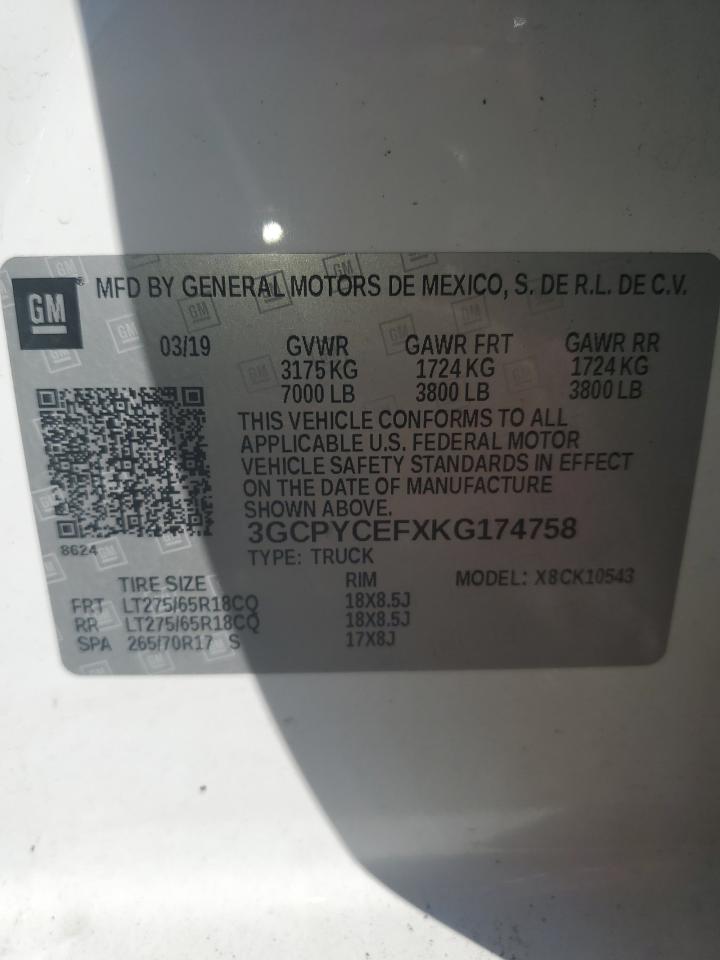 GM ® MFD BY GENERAL MOTORS DE MEXICO, S. DE R.L. DE C.V.
03/19 GVWR GAWR FRT GAWR RR
3175 KG 1724 KG 1724 KG
7000 LB 3800 LB 3800 LB
THIS VEHICLE CONFORMS TO ALL
APPLICABLE U.S. FEDERAL MOTOR
VEHICLE SAFETY STANDARDS IN EFFECT
ON THE DATE OF MANUFACTURE
SHOWN ABOVE.
3GCPYCEFXKG174758
8624
TYPE: TRUCK
TIRE SIZE RIM MODEL: X8CK10543
FRT LT275/65R18CQ 18X8.5J
RR LT275/65R18CQ 18X8.5J
SPA 265/70R17 S 17X8J